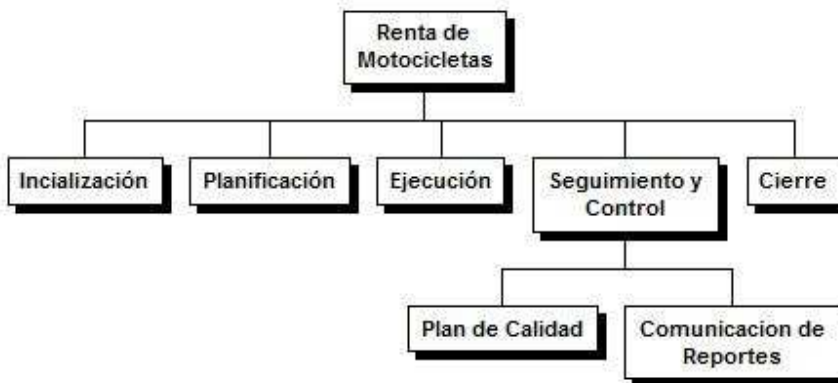 Renta de
Motocicletas
Incialización
Planificación
Ejecución
Seguimiento y
Control
Cierre
Plan de Calidad
Comunicacion de
Reportes